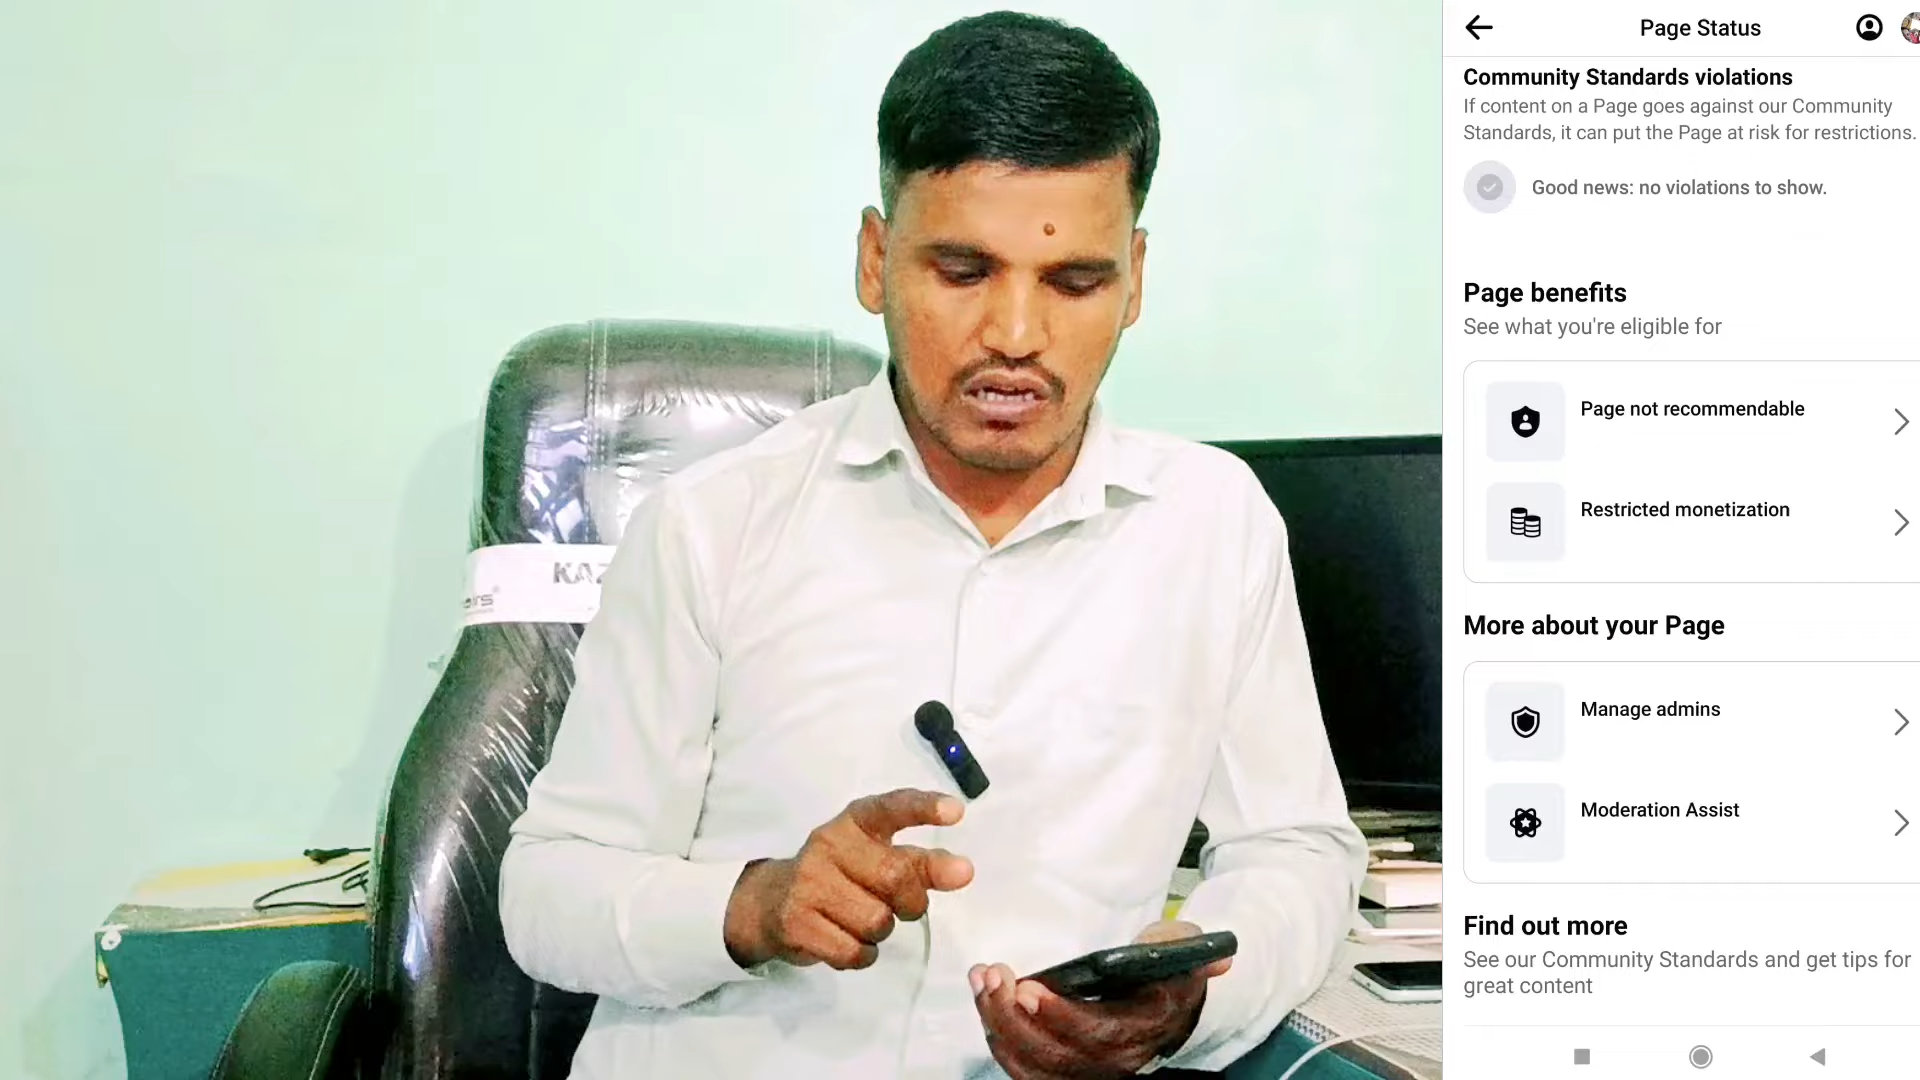 Page Status
Community Standards violations
If content on a Page goes against our Community
Standards, it can put the Page at risk for restrictions.
Good news: no violations to show.
Page benefits
See what you're eligible for
Page not recommendable
Restricted monetization
More about your Page
Manage admins
Moderation Assist
Find out more
See our Community Standards and get tips for
great content